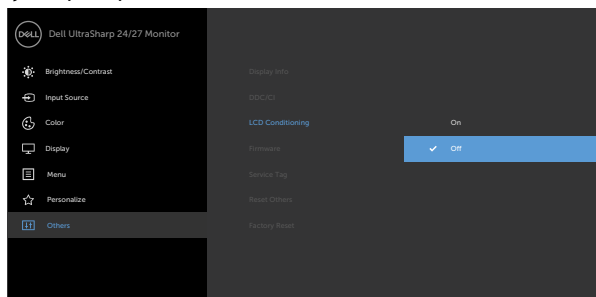 DELL
Dell UltraSharp 24/27 Monitor
Brightness/Contrast
Display Info
Input Source
DDC/CI
Color
LCD Conditioning
On
Display
Firmware
Off
Menu
Service Tag
Personalize
Reset Others
Others
Factory Reset